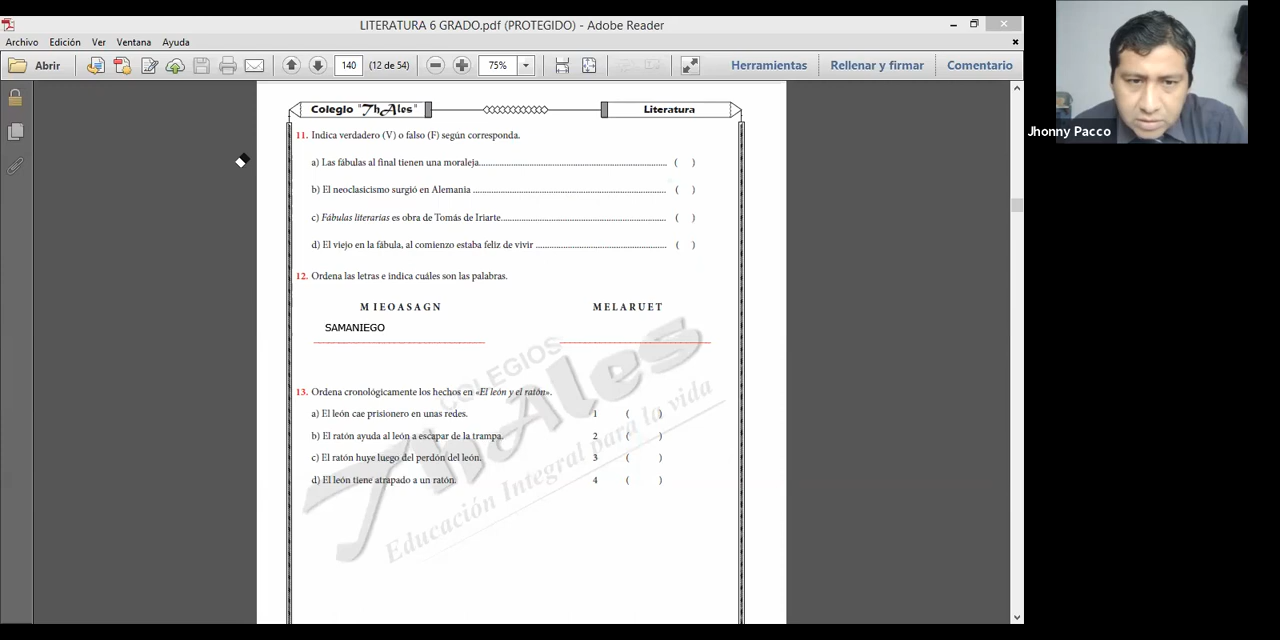 LITERATURA 6 GRADO.pdf (PROTEGIDO) - Adobe Reader
Archivo Edición Ver Ventana Ayuda
Abrir 140 (12 de 54) 75% Herramientas Rellenar y firmar Comentario
Colegio "ThAles" Literatura
11. Indica verdadero (V) o falso (F) según corresponda.
a) Las fábulas al final tienen una moraleja.......... ( )
b) El neoclasicismo surgió en Alemania .......... ( )
c) Fábulas literarias es obra de Tomás de Iriarte.......... ( )
d) El viejo en la fábula, al comienzo estaba feliz de vivir .......... ( )
12. Ordena las letras e indica cuáles son las palabras.
MIEOASAGN MELARUET
SAMANIEGO
13. Ordena cronológicamente los hechos en «El león y el ratón».
a) El león cae prisionero en unas redes. 1 ( )
b) El ratón ayuda al león a escapar de la trampa. 2 ( )
c) El ratón huye luego del perdón del león. 3 ( )
d) El león tiene atrapado a un ratón. 4 ( )
COLEGIOS
ThAles
Educación Integral para la vida
Jhonny Pacco